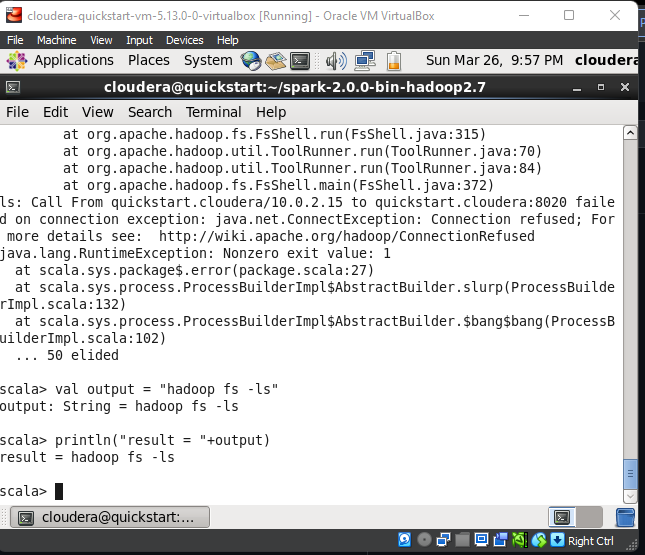 cloudera-quickstart-vm-5.13.0-0-virtualbox [Running] - Oracle VM VirtualBox
File Machine View Input Devices Help
Applications Places System Sun Mar 26, 9:57 PM cloudera
cloudera@quickstart:~/spark-2.0.0-bin-hadoop2.7
File Edit View Search Terminal Help
at org.apache.hadoop.fs.FsShell.run(FsShell.java:315)
at org.apache.hadoop.util.ToolRunner.run(ToolRunner.java:70)
at org.apache.hadoop.util.ToolRunner.run(ToolRunner.java:84)
at org.apache.hadoop.fs.FsShell.main(FsShell.java:372)
ls: Call From quickstart.cloudera/10.0.2.15 to quickstart.cloudera:8020 faile
d on connection exception: java.net.ConnectException: Connection refused; For
more details see:  http://wiki.apache.org/hadoop/ConnectionRefused
java.lang.RuntimeException: Nonzero exit value: 1
at scala.sys.package$.error(package.scala:27)
at scala.sys.process.ProcessBuilderImpl$AbstractBuilder.slurp(ProcessBuilde
rImpl.scala:132)
at scala.sys.process.ProcessBuilderImpl$AbstractBuilder.$bang$bang(ProcessB
uilderImpl.scala:102)
... 50 elided
scala> val output = "hadoop fs -ls"
output: String = hadoop fs -ls
scala> println("result = "+output)
result = hadoop fs -ls
scala>
cloudera@quickstart:...
Right Ctrl